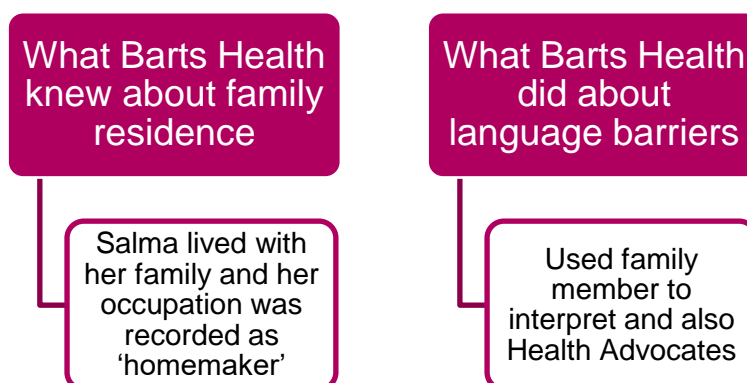 What Barts Health
knew about family
residence
Salma lived with
her family and her
occupation was
recorded as
‘homemaker’
What Barts Health
did about
language barriers
Used family
member to
interpret and also
Health Advocates